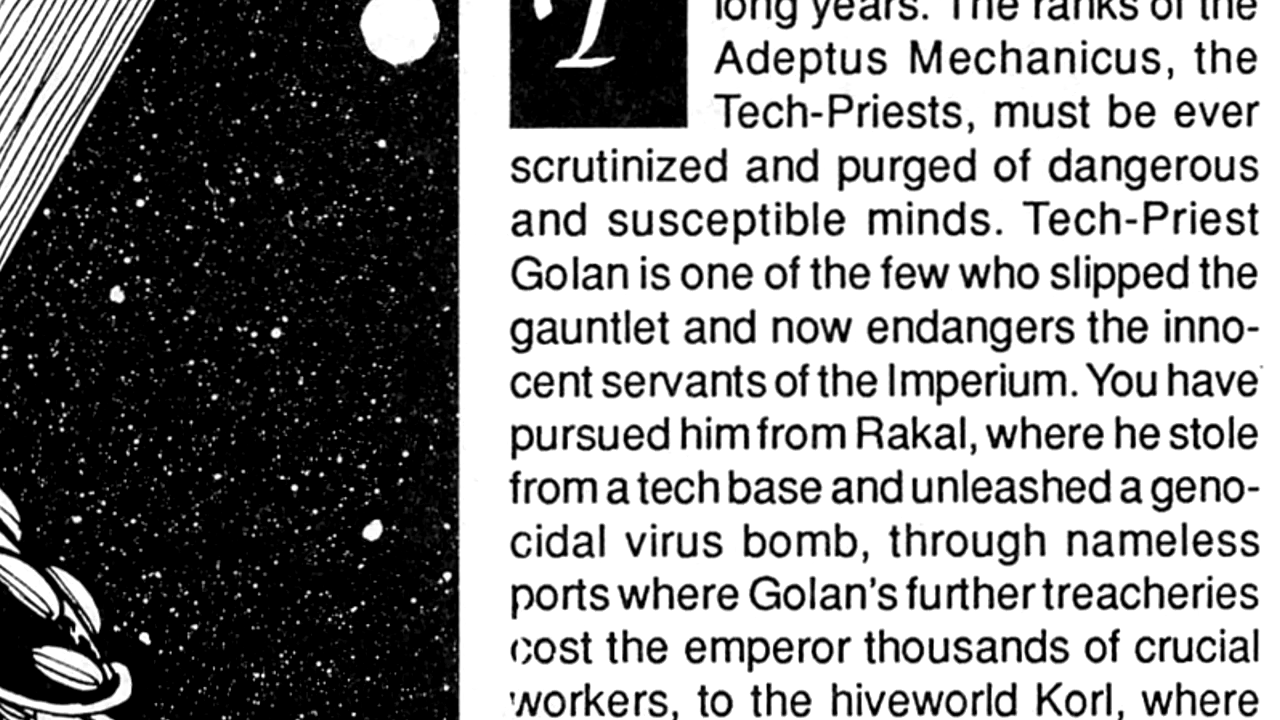 T
long years. The ranks of the
Adeptus Mechanicus, the
Tech-Priests, must be ever
scrutinized and purged of dangerous
and susceptible minds. Tech-Priest
Golan is one of the few who slipped the
gauntlet and now endangers the inno-
cent servants of the Imperium. You have
pursued him from Rakal, where he stole
from a tech base and unleashed a geno-
cidal virus bomb, through nameless
ports where Golan's further treacheries
cost the emperor thousands of crucial
workers, to the hiveworld Korl, where